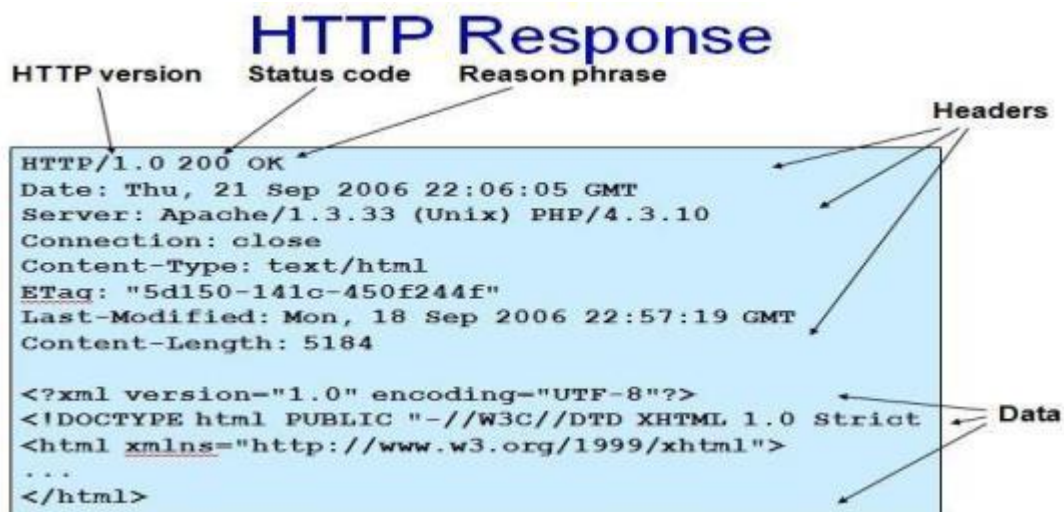 HTTP Response
HTTP version Status code Reason phrase
Headers
HTTP/1.0 200 OK
Date: Thu, 21 Sep 2006 22:06:05 GMT
Server: Apache/1.3.33 (Unix) PHP/4.3.10
Connection: close
Content-Type: text/html
ETag: "5d150-141c-450f244f"
Last-Modified: Mon, 18 Sep 2006 22:57:19 GMT
Content-Length: 5184
<?xml version="1.0" encoding="UTF-8"?>
<!DOCTYPE html PUBLIC "-//W3C//DTD XHTML 1.0 Strict
Data
<html xmlns="http://www.w3.org/1999/xhtml">
...
</html>